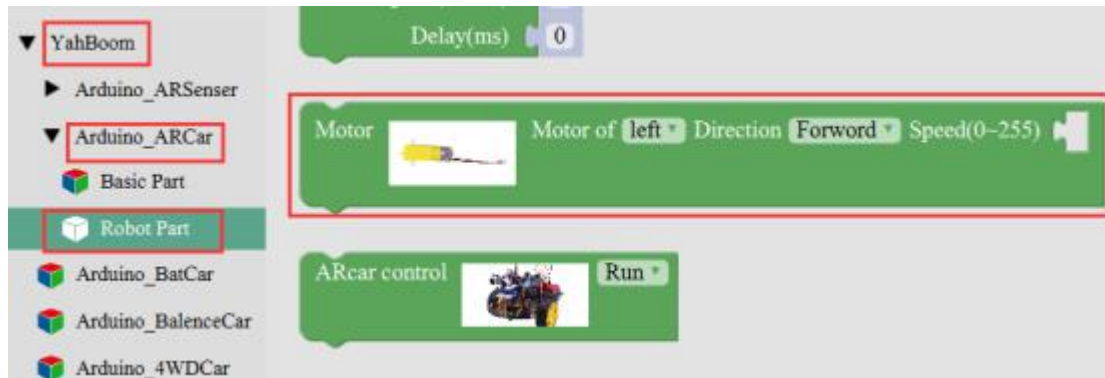 YahBoom
Arduino_ARSenser
Arduino_ARCar
Basic Part
Robot Part
Arduino_BatCar
Arduino_BalenceCar
Arduino_4WDCar
Delay(ms) 0
Motor Motor of left Direction Forword Speed(0~255)
ARcar control Run